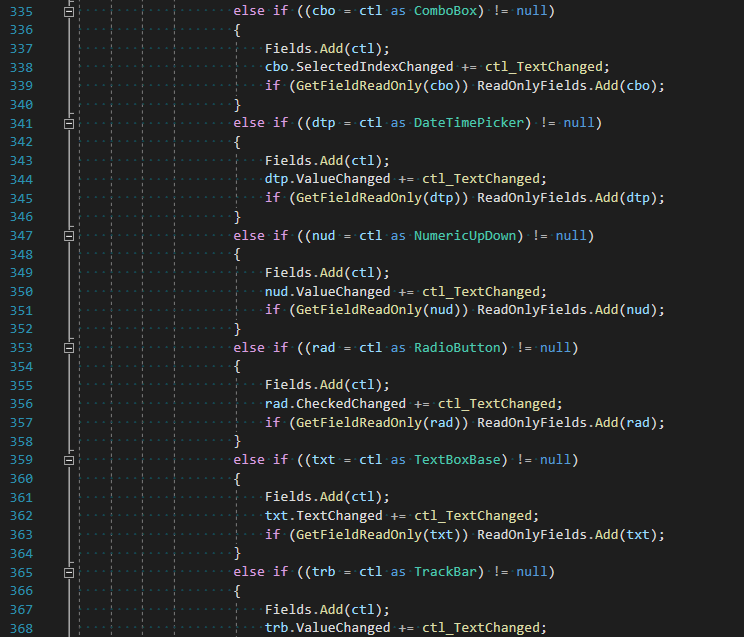 335 else if ((cbo = ctl as ComboBox) != null)
336 {
337 Fields.Add(ctl);
338 cbo.SelectedIndexChanged += ctl_TextChanged;
339 if (GetFieldReadOnly(cbo)) ReadOnlyFields.Add(cbo);
340 }
341 else if ((dtp = ctl as DateTimePicker) != null)
342 {
343 Fields.Add(ctl);
344 dtp.ValueChanged += ctl_TextChanged;
345 if (GetFieldReadOnly(dtp)) ReadOnlyFields.Add(dtp);
346 }
347 else if ((nud = ctl as NumericUpDown) != null)
348 {
349 Fields.Add(ctl);
350 nud.ValueChanged += ctl_TextChanged;
351 if (GetFieldReadOnly(nud)) ReadOnlyFields.Add(nud);
352 }
353 else if ((rad = ctl as RadioButton) != null)
354 {
355 Fields.Add(ctl);
356 rad.CheckedChanged += ctl_TextChanged;
357 if (GetFieldReadOnly(rad)) ReadOnlyFields.Add(rad);
358 }
359 else if ((txt = ctl as TextBoxBase) != null)
360 {
361 Fields.Add(ctl);
362 txt.TextChanged += ctl_TextChanged;
363 if (GetFieldReadOnly(txt)) ReadOnlyFields.Add(txt);
364 }
365 else if ((trb = ctl as TrackBar) != null)
366 {
367 Fields.Add(ctl);
368 trb.ValueChanged += ctl_TextChanged;